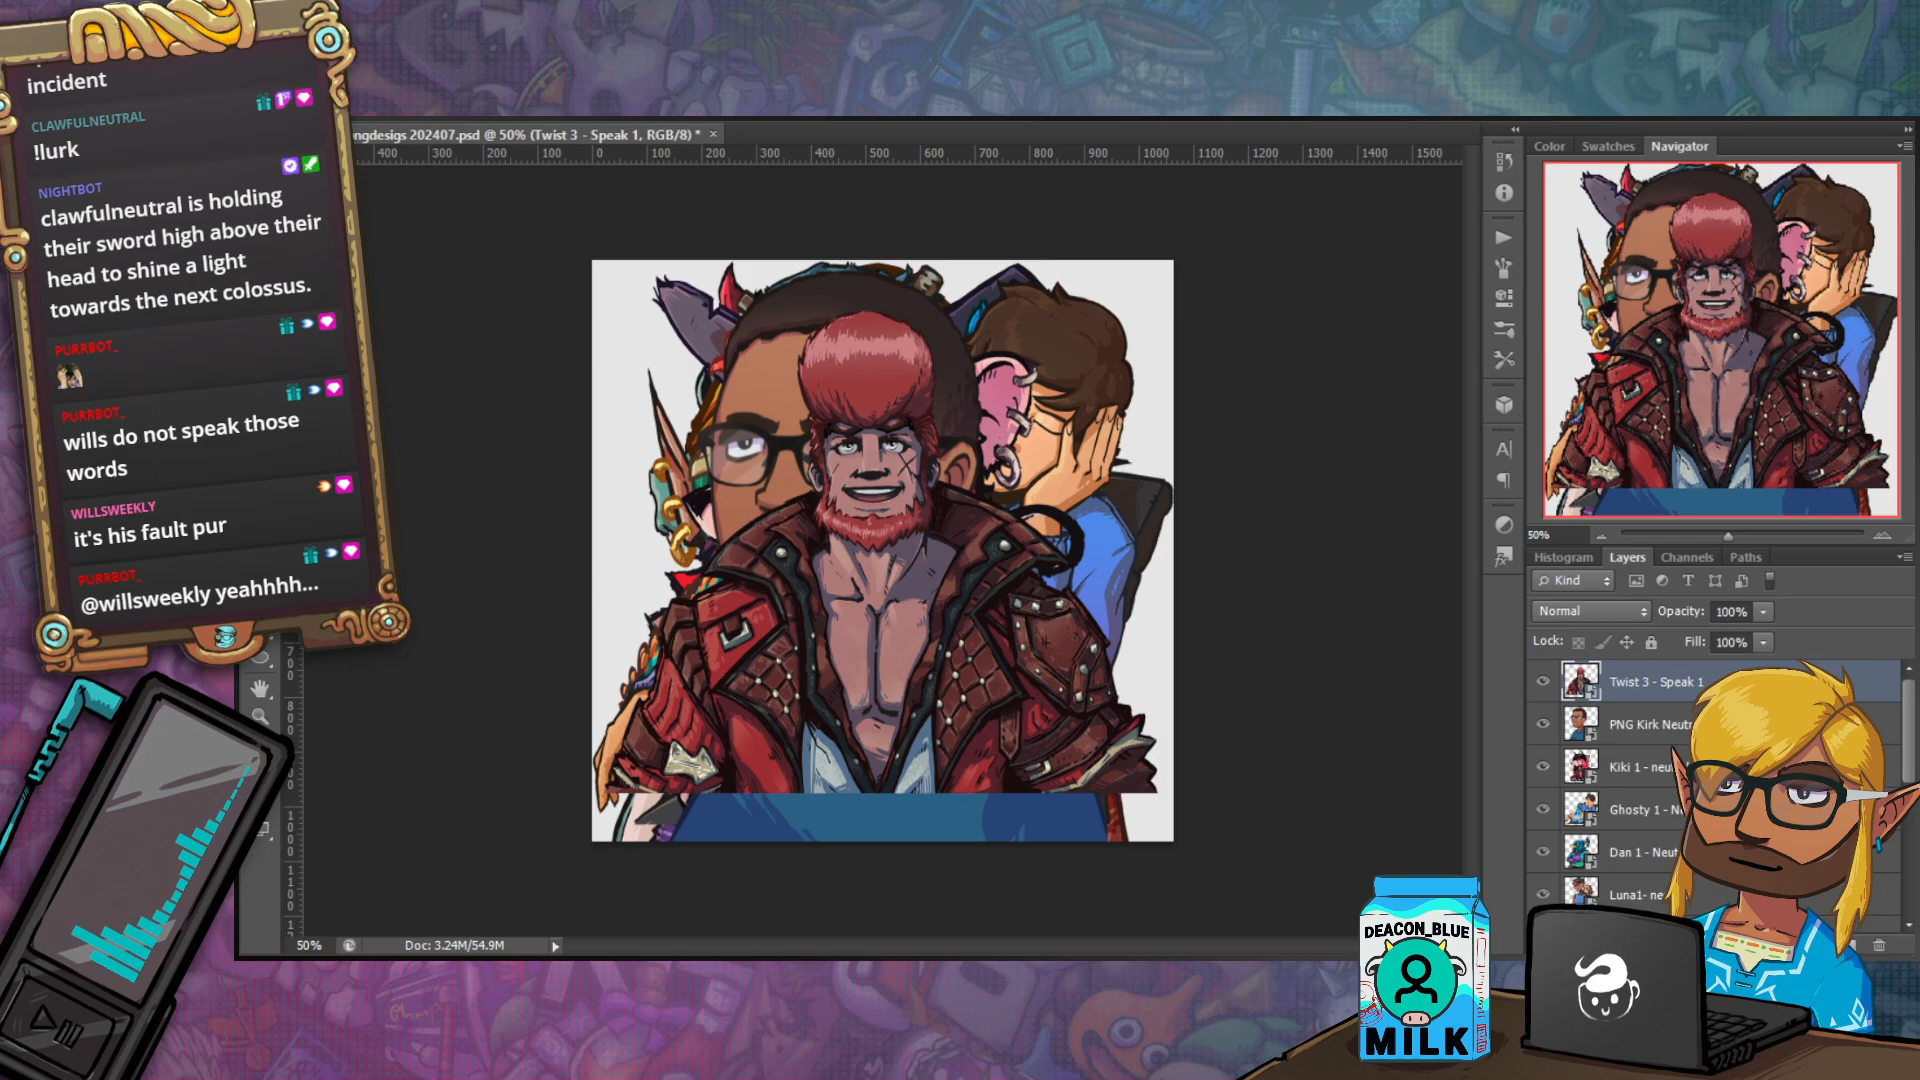 incident
CLAWFULNEUTRAL
!lurk
NIGHTBOT
clawfulneutral is holding
their sword high above their
head to shine a light
towards the next colossus.
PURRBOT_
PURRBOT_
wills do not speak those
words
WILLSWEEKLY
it's his fault pur
PURRBOT_
@willsweekly yeahhhh...
ngdesigs 202407.psd @ 50% (Twist 3 - Speak 1, RGB/8) * ×
400 300 200 100 0 100 200 300 400 500 600 700 800 900 1000 1100 1200 1300 1400 1500
50% Doc: 3.24M/54.9M
Color Swatches Navigator
50%
Histogram Layers Channels Paths
Kind
Normal Opacity: 100%
Lock: Fill: 100%
Twist 3 - Speak 1
PNG Kirk Neutr
Kiki 1 - neu
Ghosty 1 - N
Dan 1 - Neut
Luna1- ne
DEACON_BLUE
MILK